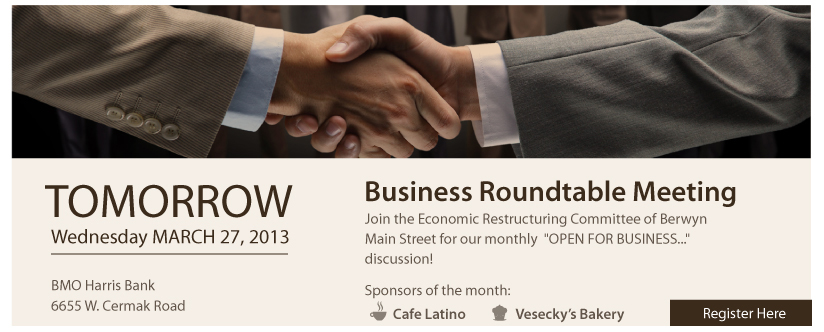 TOMORROW
Wednesday MARCH 27, 2013
BMO Harris Bank
6655 W. Cermak Road
Business Roundtable Meeting
Join the Economic Restructuring Committee of Berwyn
Main Street for our monthly "OPEN FOR BUSINESS..."
discussion!
Sponsors of the month:
Cafe Latino Vesecky's Bakery
Register Here